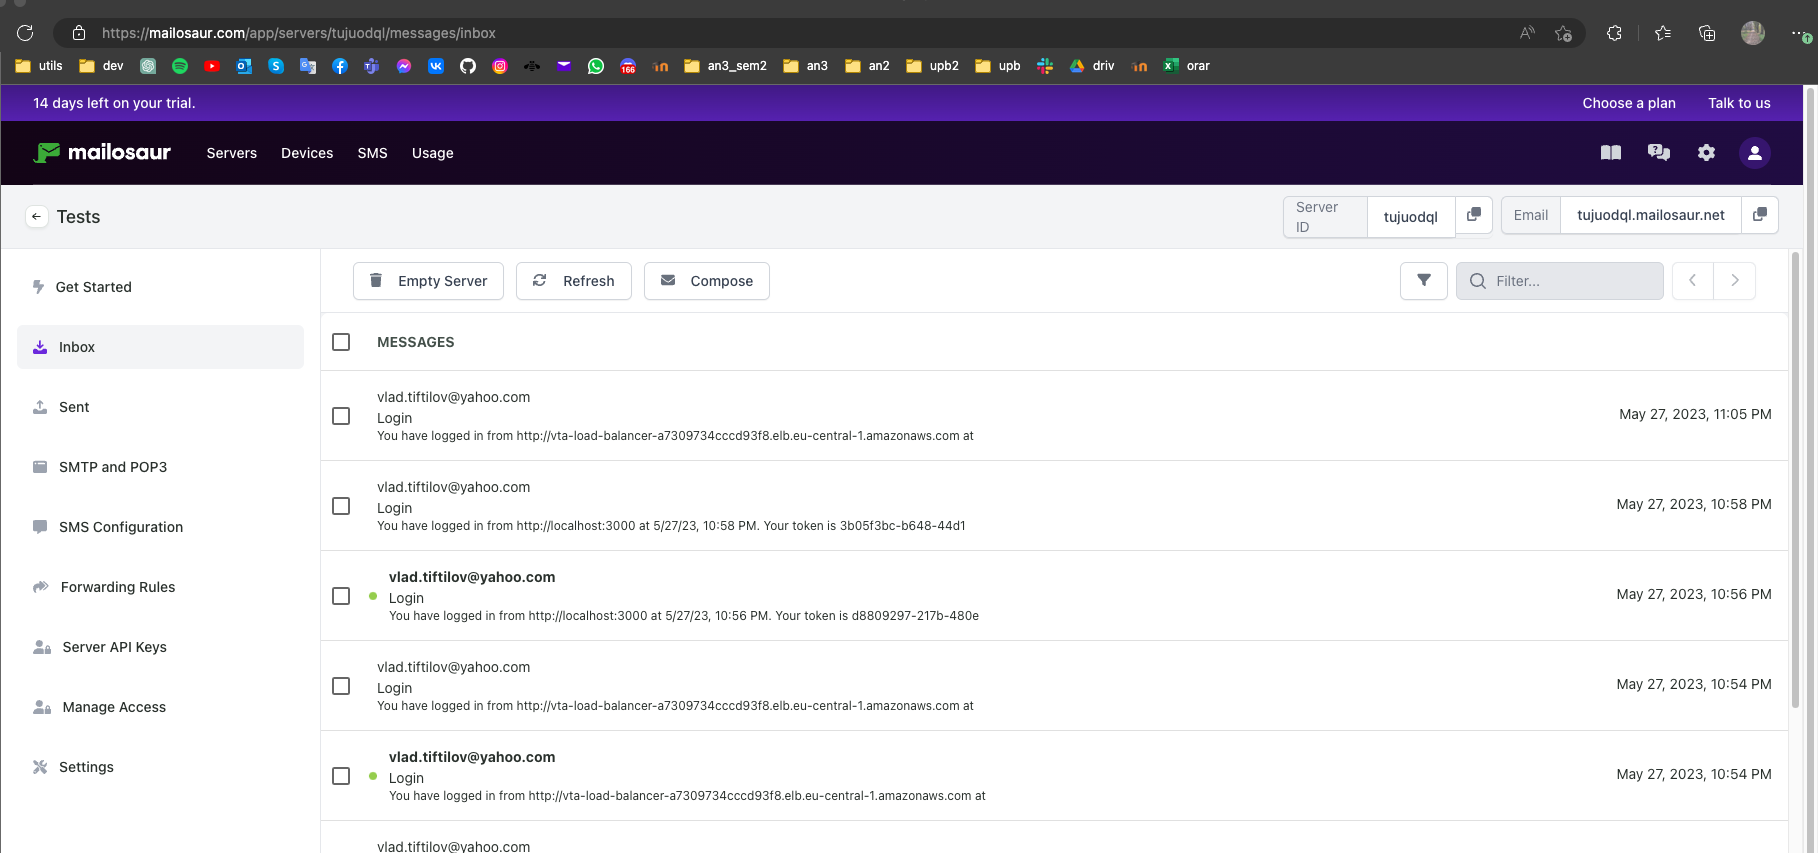 https://mailosaur.com/app/servers/tujuodql/messages/inbox
utils dev 166 an3_sem2 an3 an2 upb2 upb driv orar
14 days left on your trial. Choose a plan Talk to us
mailosaur Servers Devices SMS Usage
Tests Server ID tujuodql Email tujuodql.mailosaur.net
Get Started
Inbox
Sent
SMTP and POP3
SMS Configuration
Forwarding Rules
Server API Keys
Manage Access
Settings
Empty Server Refresh Compose Filter...
MESSAGES
vlad.tiftilov@yahoo.com
Login
You have logged in from http://vta-load-balancer-a7309734cccd93f8.elb.eu-central-1.amazonaws.com at
May 27, 2023, 11:05 PM
vlad.tiftilov@yahoo.com
Login
You have logged in from http://localhost:3000 at 5/27/23, 10:58 PM. Your token is 3b05f3bc-b648-44d1
May 27, 2023, 10:58 PM
vlad.tiftilov@yahoo.com
Login
You have logged in from http://localhost:3000 at 5/27/23, 10:56 PM. Your token is d8809297-217b-480e
May 27, 2023, 10:56 PM
vlad.tiftilov@yahoo.com
Login
You have logged in from http://vta-load-balancer-a7309734cccd93f8.elb.eu-central-1.amazonaws.com at
May 27, 2023, 10:54 PM
vlad.tiftilov@yahoo.com
Login
You have logged in from http://vta-load-balancer-a7309734cccd93f8.elb.eu-central-1.amazonaws.com at
May 27, 2023, 10:54 PM
vlad.tiftilov@yahoo.com